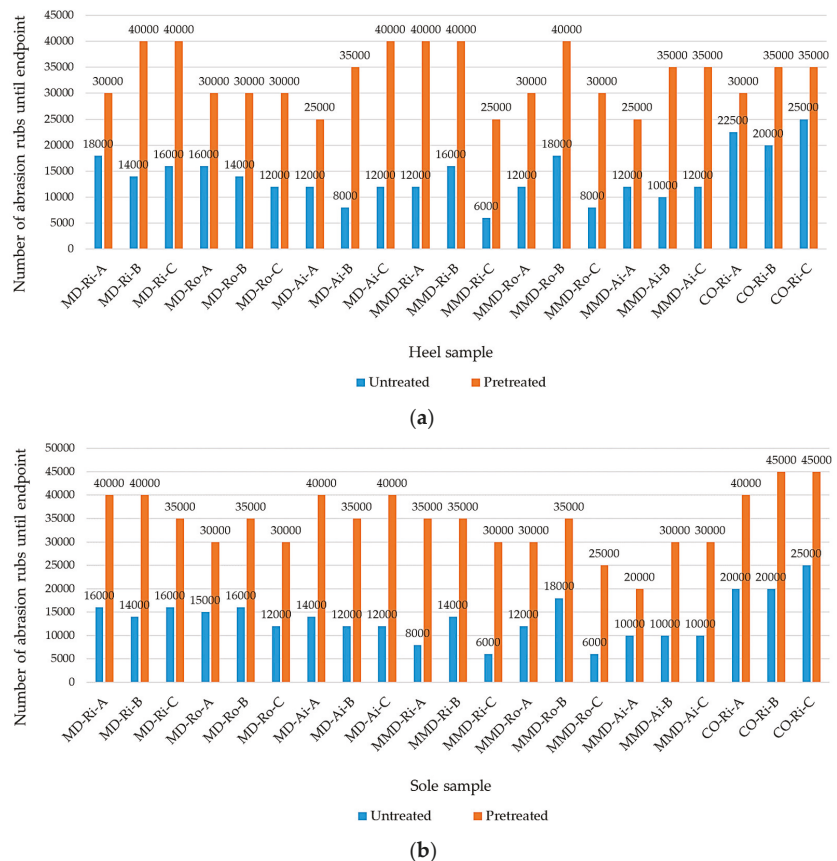 45000
40000 40000 40000 40000 40000 40000
40000
35000 35000 35000 35000 35000
35000
30000 30000 30000 30000 30000 30000 30000
30000
25000 25000 25000 25000
25000
22500
20000
20000
18000 18000
16000 16000 16000
14000 14000
15000
12000 12000 12000 12000 12000 12000 12000
10000
10000
8000 8000
6000
5000
0
Number of abrasion rubs until endpoint
MD-Ri-A MD-Ri-B MD-Ri-C MD-Ro-A MD-Ro-B MD-Ro-C MD-Ai-A MD-Ai-B MD-Ai-C MMD-Ri-A MMD-Ri-B MMD-Ri-C MMD-Ro-A MMD-Ro-B MMD-Ro-C MMD-Ai-A MMD-Ai-B MMD-Ai-C CO-Ri-A CO-Ri-B CO-Ri-C
Heel sample
Untreated Pretreated
(a)
50000
45000 45000
45000
40000 40000 40000 40000 40000
40000
35000 35000 35000 35000 35000 35000
35000
30000 30000 30000 30000 30000 30000
30000
25000 25000
25000
20000 20000 20000
20000
18000
16000 16000 16000
15000
14000 14000 14000
15000
12000 12000 12000 12000
10000 10000 10000
10000
8000
6000 6000
5000
0
Number of abrasion rubs until endpoint
MD-Ri-A MD-Ri-B MD-Ri-C MD-Ro-A MD-Ro-B MD-Ro-C MD-Ai-A MD-Ai-B MD-Ai-C MMD-Ri-A MMD-Ri-B MMD-Ri-C MMD-Ro-A MMD-Ro-B MMD-Ro-C MMD-Ai-A MMD-Ai-B MMD-Ai-C CO-Ri-A CO-Ri-B CO-Ri-C
Sole sample
Untreated Pretreated
(b)